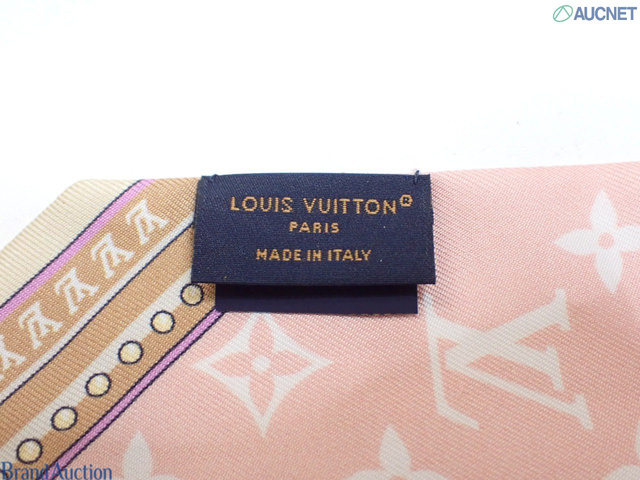 AUCNET
LOUIS VUITTON®
PARIS
MADE IN ITALY
Brand Auction